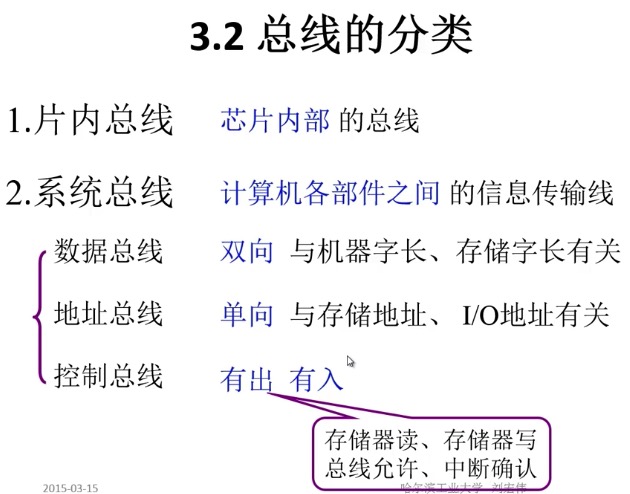 3.2 总线的分类
1.片内总线 芯片内部 的总线
2.系统总线 计算机各部件之间 的信息传输线
数据总线 双向 与机器字长、存储字长有关
地址总线 单向 与存储地址、 I/O地址有关
控制总线 有出 有入
存储器读、存储器写
总线允许、中断确认
2015-03-15 哈尔滨工业大学 刘宏伟